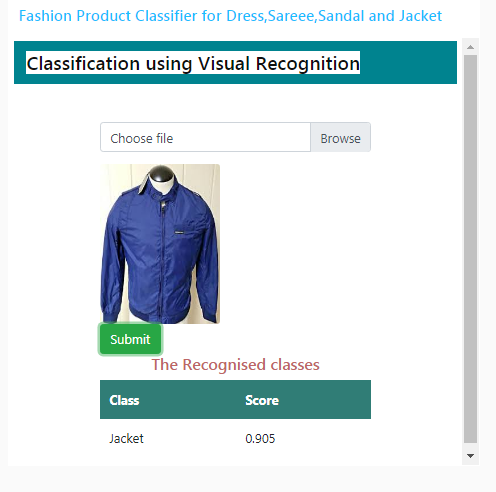 Fashion Product Classifier for Dress,Sareee,Sandal and Jacket
Classification using Visual Recognition
Choose file Browse
Submit
The Recognised classes
Class Score
Jacket 0.905